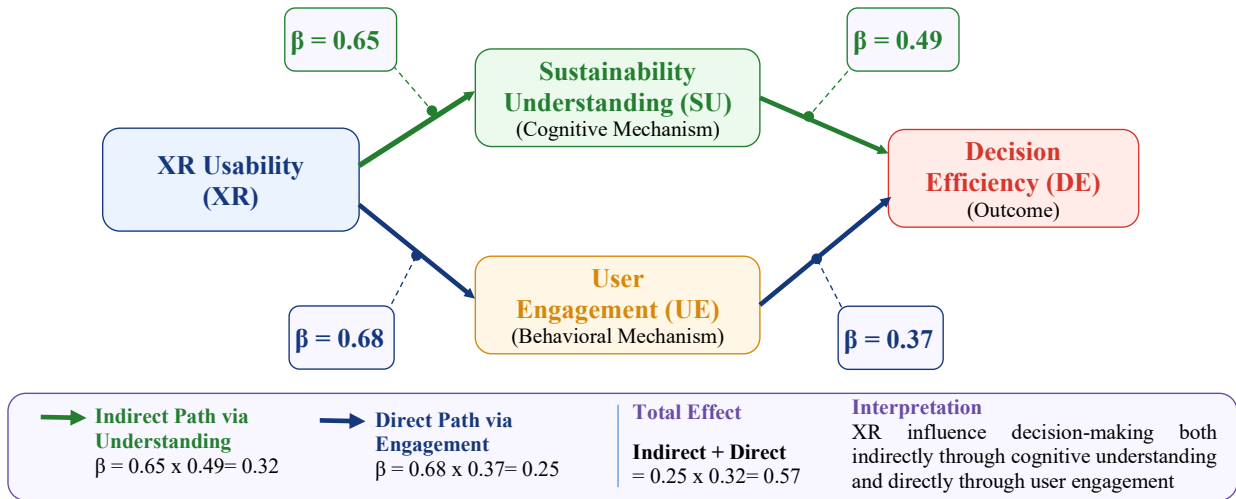 β = 0.65
β = 0.49
Sustainability
Understanding (SU)
(Cognitive Mechanism)
XR Usability
(XR)
Decision
Efficiency (DE)
(Outcome)
User
Engagement (UE)
(Behavioral Mechanism)
β = 0.68
β = 0.37
Indirect Path via
Understanding
β = 0.65 x 0.49= 0.32
Direct Path via
Engagement
β = 0.68 x 0.37= 0.25
Total Effect
Indirect + Direct
= 0.25 x 0.32= 0.57
Interpretation
XR influence decision-making both
indirectly through cognitive understanding
and directly through user engagement